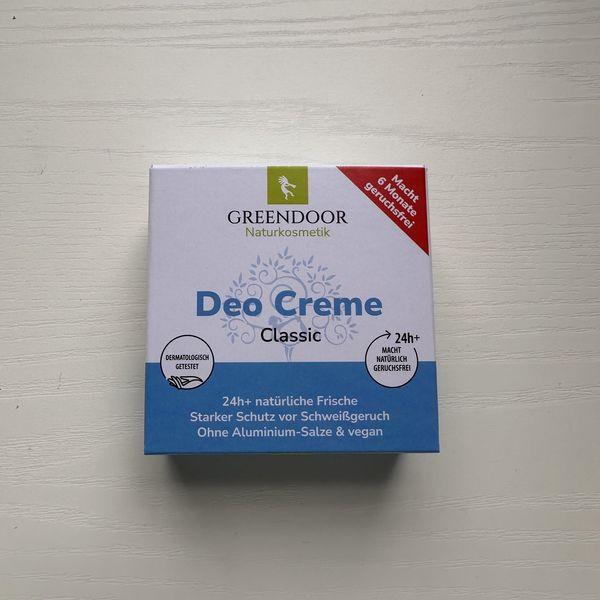 GREENDOOR
Naturkosmetik
Macht
6 Monate
geruchsfrei
Deo Creme
Classic
DERMATOLOGISCH
GETESTET
24h+
MACHT
NATÜRLICH
GERUCHSFREI
24h+ natürliche Frische
Starker Schutz vor Schweißgeruch
Ohne Aluminium-Salze & vegan